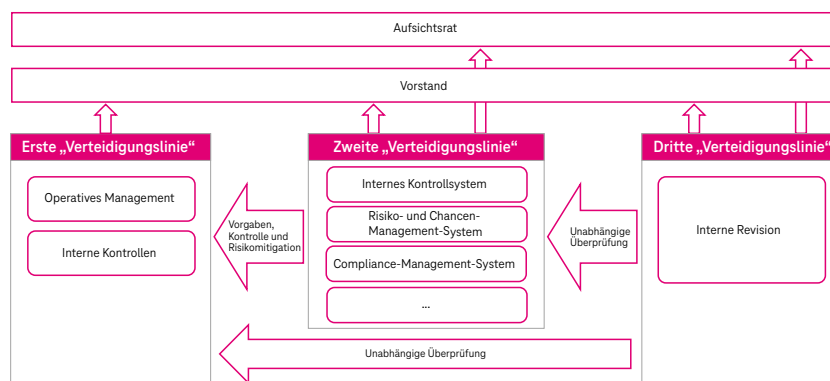 Aufsichtsrat
Vorstand
Erste „Verteidigungslinie“
Operatives Management
Interne Kontrollen
Vorgaben,
Kontrolle und
Risikomitigation
Zweite „Verteidigungslinie“
Internes Kontrollsystem
Risiko- und Chancen-
Management-System
Compliance-Management-System
...
Unabhängige
Überprüfung
Dritte „Verteidigungslinie“
Interne Revision
Unabhängige Überprüfung